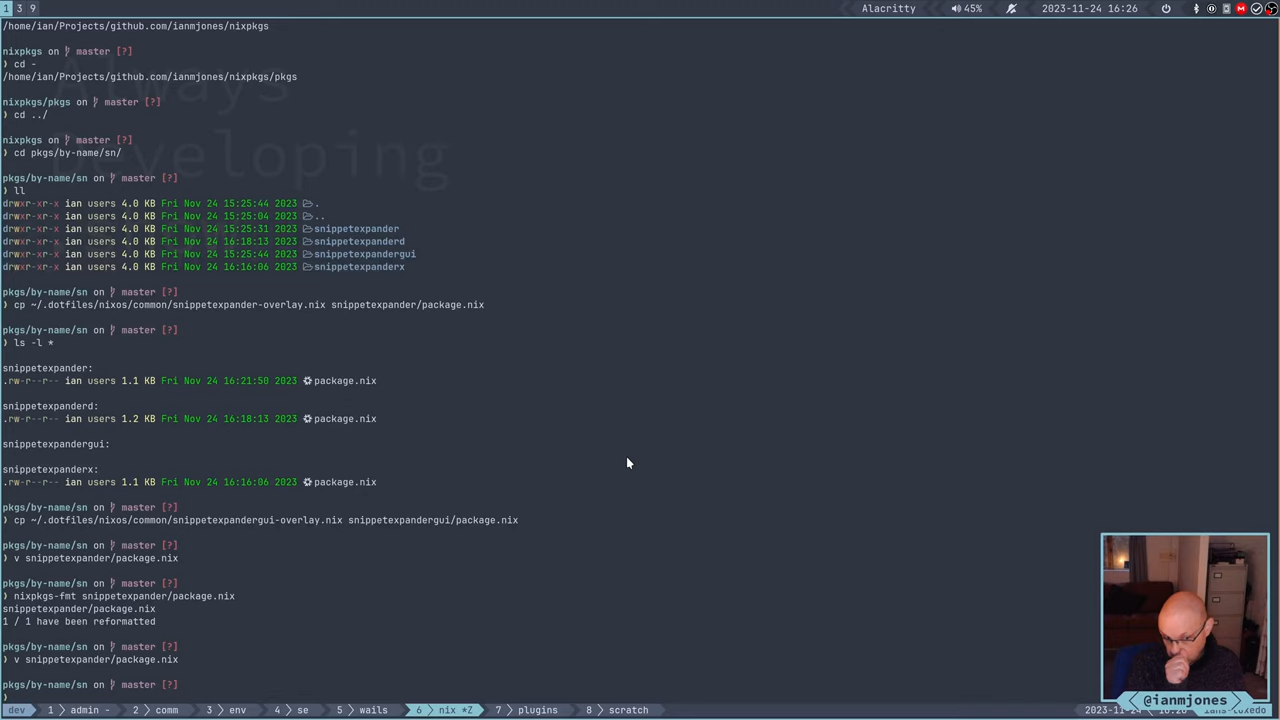 1 3 9
Alacritty
45%
2023-11-24 16:26
/home/ian/Projects/github.com/ianmjones/nixpkgs
nixpkgs on master [?]
❯ cd -
/home/ian/Projects/github.com/ianmjones/nixpkgs/pkgs
Always
nixpkgs/pkgs on master [?]
❯ cd ../
Developing
nixpkgs on master [?]
❯ cd pkgs/by-name/sn/
pkgs/by-name/sn on master [?]
❯ ll
drwxr-xr-x ian users 4.0 KB Fri Nov 24 15:25:44 2023 .
drwxr-xr-x ian users 4.0 KB Fri Nov 24 15:25:04 2023 ..
drwxr-xr-x ian users 4.0 KB Fri Nov 24 15:25:31 2023 snippetexpander
drwxr-xr-x ian users 4.0 KB Fri Nov 24 16:18:13 2023 snippetexpanderd
drwxr-xr-x ian users 4.0 KB Fri Nov 24 15:25:44 2023 snippetexpandergui
drwxr-xr-x ian users 4.0 KB Fri Nov 24 16:16:06 2023 snippetexpanderx
pkgs/by-name/sn on master [?]
❯ cp ~/.dotfiles/nixos/common/snippetexpander-overlay.nix snippetexpander/package.nix
pkgs/by-name/sn on master [?]
❯ ls -l *
snippetexpander:
.rw-r--r-- ian users 1.1 KB Fri Nov 24 16:21:50 2023 package.nix
snippetexpanderd:
.rw-r--r-- ian users 1.2 KB Fri Nov 24 16:18:13 2023 package.nix
snippetexpandergui:
snippetexpanderx:
.rw-r--r-- ian users 1.1 KB Fri Nov 24 16:16:06 2023 package.nix
pkgs/by-name/sn on master [?]
❯ cp ~/.dotfiles/nixos/common/snippetexpandergui-overlay.nix snippetexpandergui/package.nix
pkgs/by-name/sn on master [?]
❯ v snippetexpander/package.nix
pkgs/by-name/sn on master [?]
❯ nixpkgs-fmt snippetexpander/package.nix
snippetexpander/package.nix
1 / 1 have been reformatted
pkgs/by-name/sn on master [?]
❯ v snippetexpander/package.nix
pkgs/by-name/sn on master [?]
❯
@ianmjones
dev 1 admin - 2 comm 3 env 4 se 5 wails 6 nix *Z 7 plugins 8 scratch